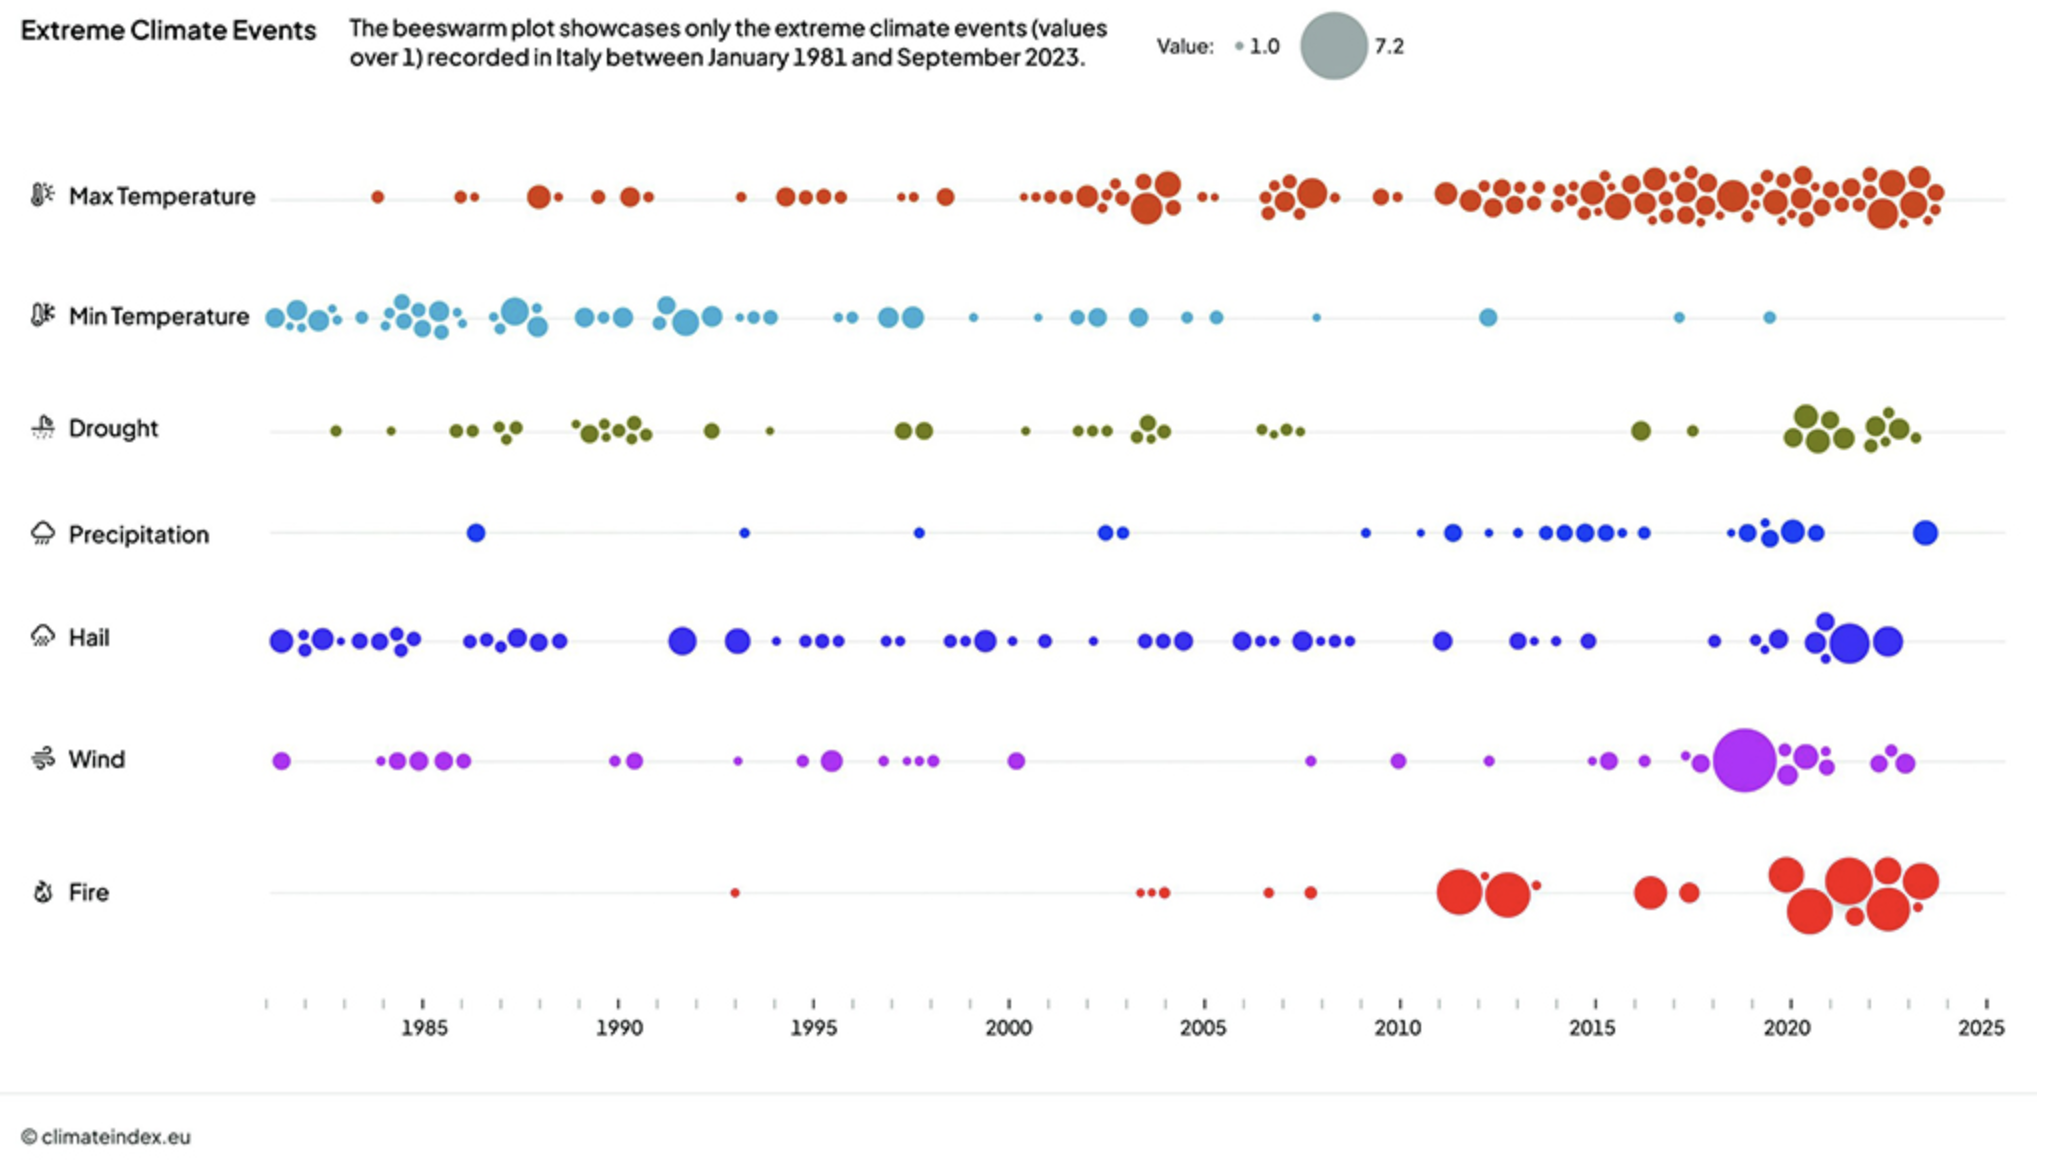 Extreme Climate Events
The beeswarm plot showcases only the extreme climate events (values
over 1) recorded in Italy between January 1981 and September 2023.
Value: 1.0 7.2
Max Temperature
Min Temperature
Drought
Precipitation
Hail
Wind
Fire
1985 1990 1995 2000 2005 2010 2015 2020 2025
© climateindex.eu